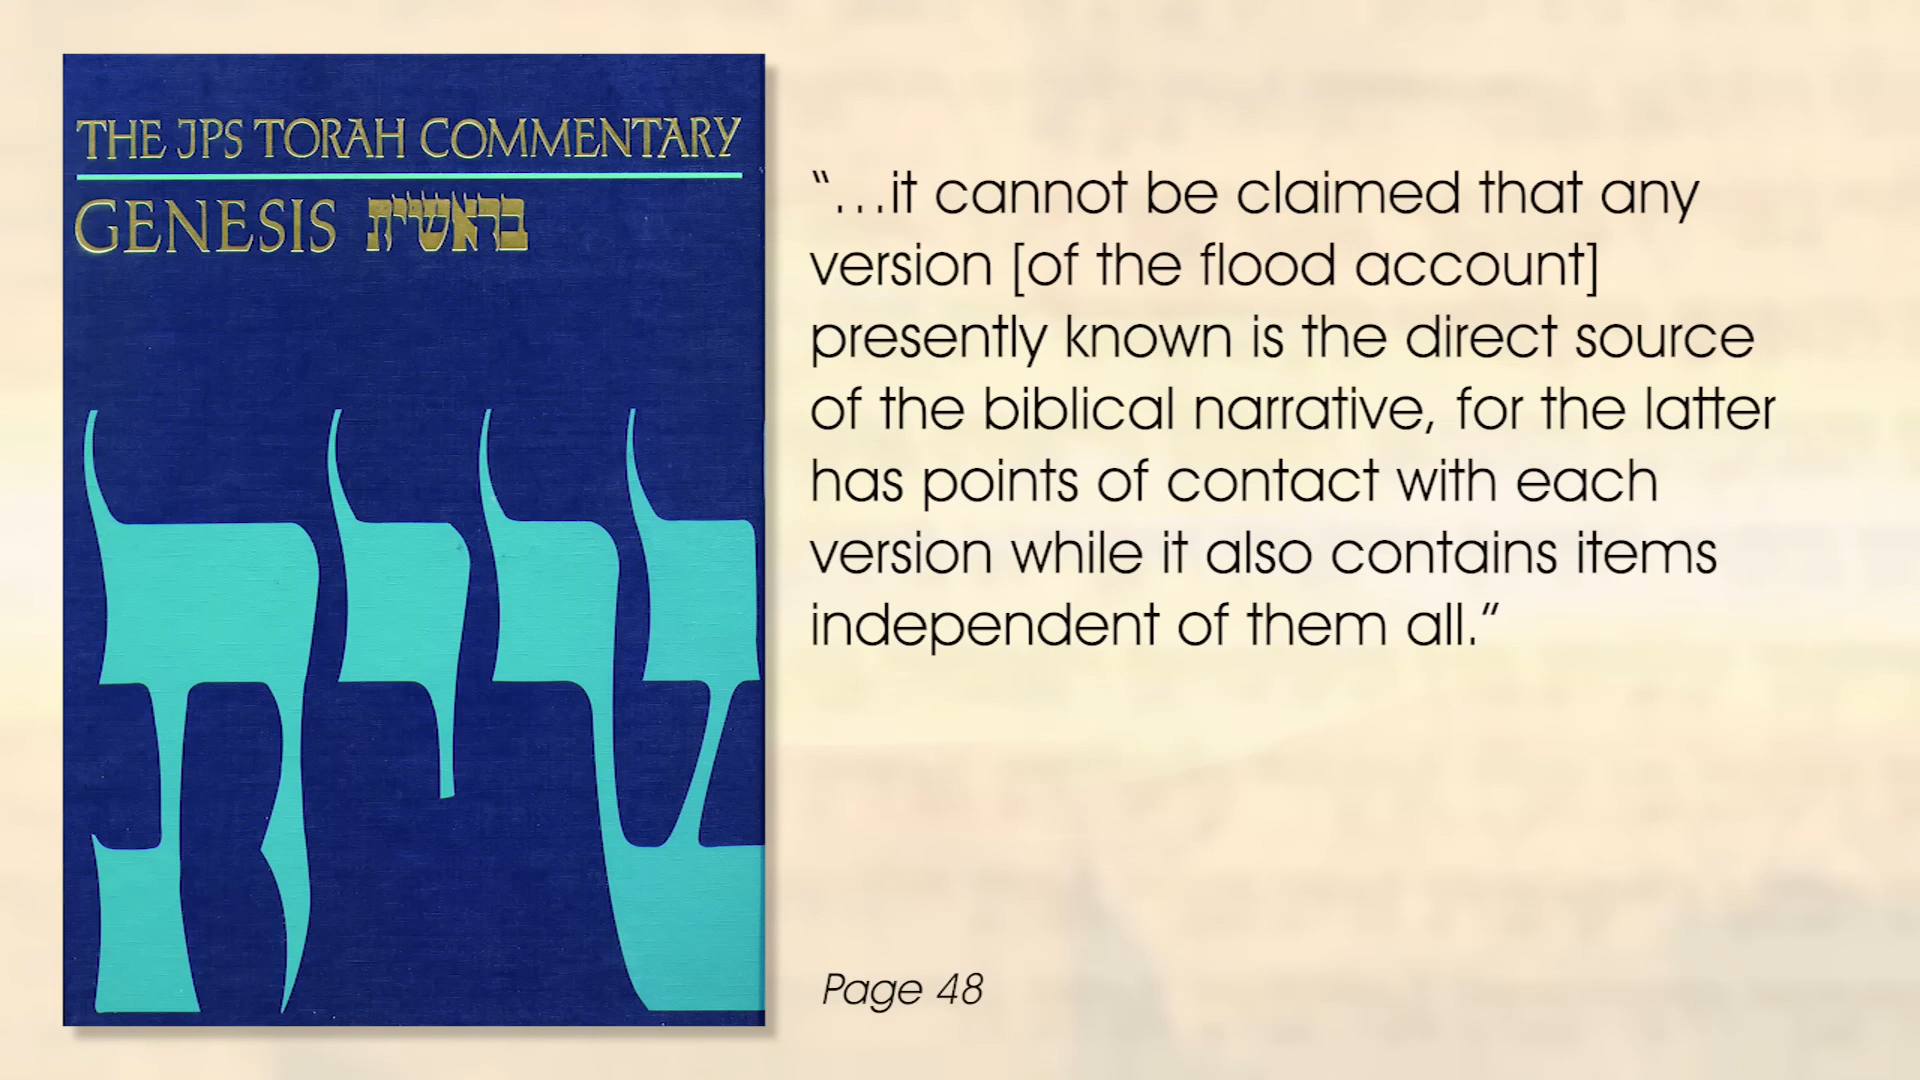 THE JPS TORAH COMMENTARY
GENESIS בראשית
שית
“…it cannot be claimed that any
version [of the flood account]
presently known is the direct source
of the biblical narrative, for the latter
has points of contact with each
version while it also contains items
independent of them all.”
Page 48